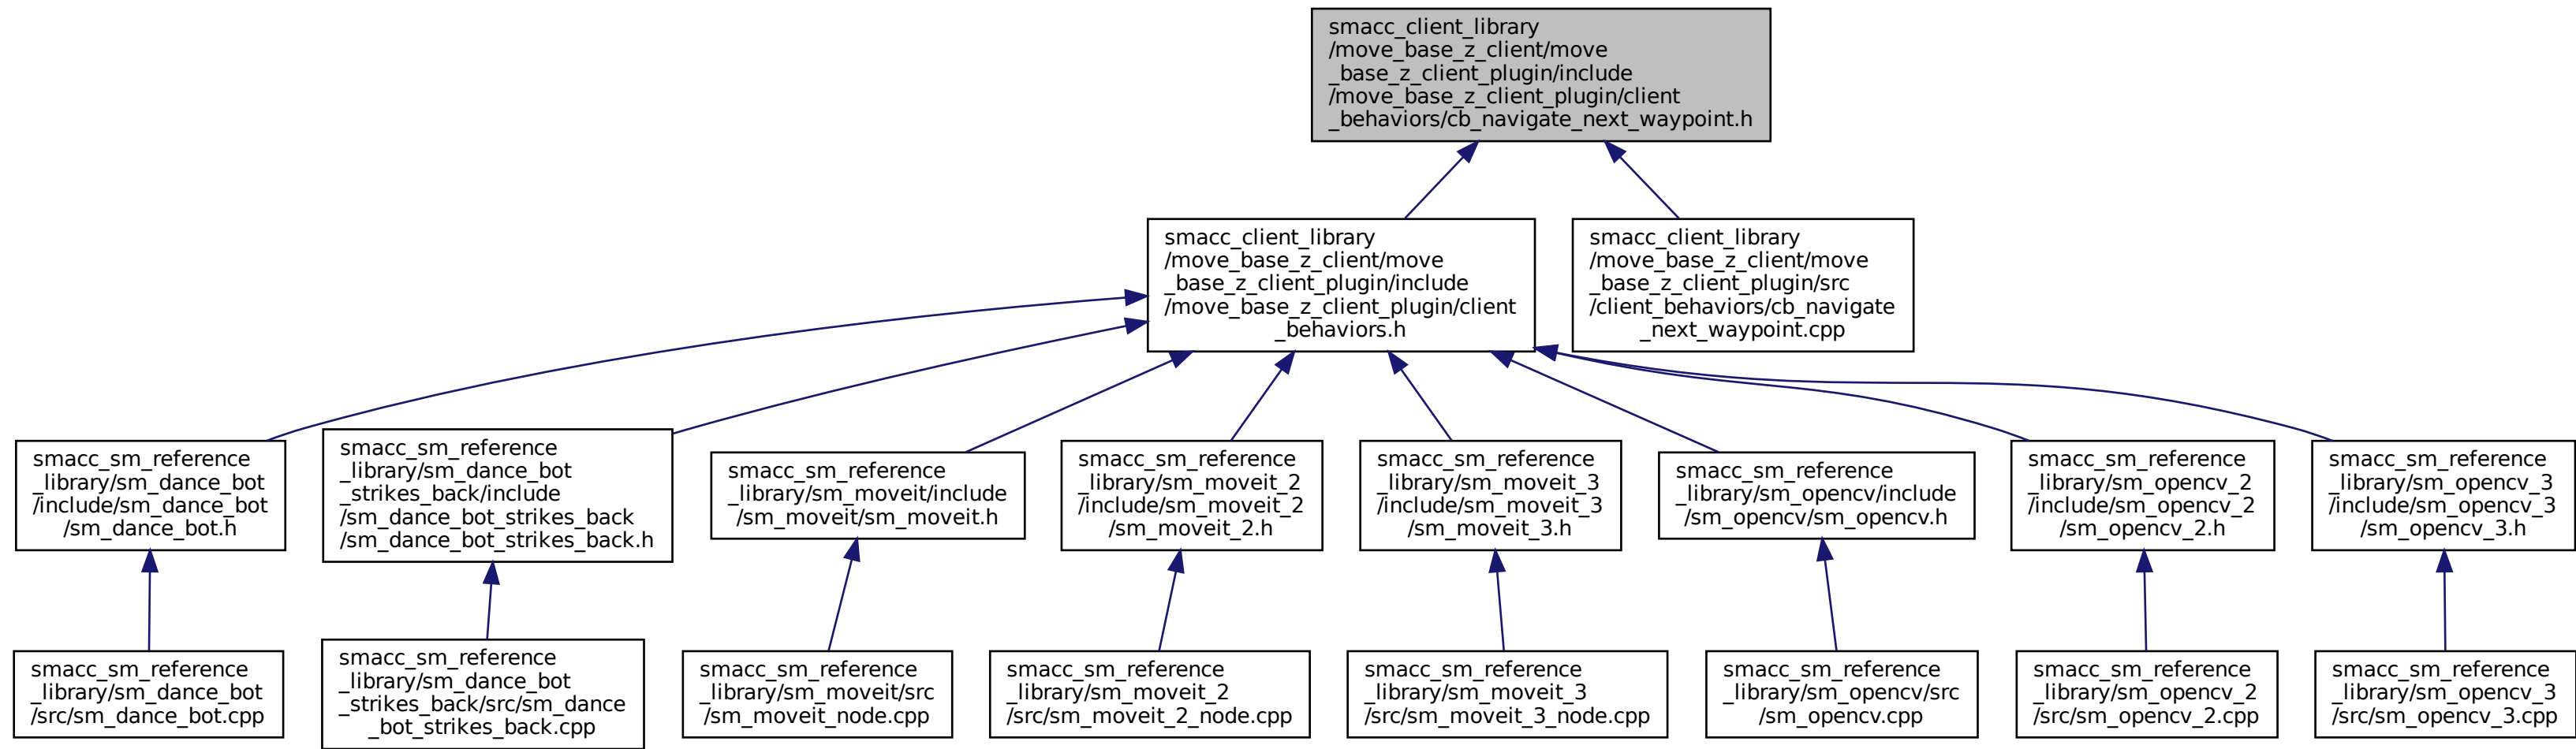 smacc_client_library
/move_base_z_client/move
_base_z_client_plugin/include
/move_base_z_client_plugin/client
_behaviors/cb_navigate_next_waypoint.h
smacc_client_library
/move_base_z_client/move
_base_z_client_plugin/include
/move_base_z_client_plugin/client
_behaviors.h
smacc_client_library
/move_base_z_client/move
_base_z_client_plugin/src
/client_behaviors/cb_navigate
_next_waypoint.cpp
smacc_sm_reference
_library/sm_dance_bot
/include/sm_dance_bot
/sm_dance_bot.h
smacc_sm_reference
_library/sm_dance_bot
_strikes_back/include
/sm_dance_bot_strikes_back
/sm_dance_bot_strikes_back.h
smacc_sm_reference
_library/sm_moveit/include
/sm_moveit/sm_moveit.h
smacc_sm_reference
_library/sm_moveit_2
/include/sm_moveit_2
/sm_moveit_2.h
smacc_sm_reference
_library/sm_moveit_3
/include/sm_moveit_3
/sm_moveit_3.h
smacc_sm_reference
_library/sm_opencv/include
/sm_opencv/sm_opencv.h
smacc_sm_reference
_library/sm_opencv_2
/include/sm_opencv_2
/sm_opencv_2.h
smacc_sm_reference
_library/sm_opencv_3
/include/sm_opencv_3
/sm_opencv_3.h
smacc_sm_reference
_library/sm_dance_bot
/src/sm_dance_bot.cpp
smacc_sm_reference
_library/sm_dance_bot
_strikes_back/src/sm_dance
_bot_strikes_back.cpp
smacc_sm_reference
_library/sm_moveit/src
/sm_moveit_node.cpp
smacc_sm_reference
_library/sm_moveit_2
/src/sm_moveit_2_node.cpp
smacc_sm_reference
_library/sm_moveit_3
/src/sm_moveit_3_node.cpp
smacc_sm_reference
_library/sm_opencv/src
/sm_opencv.cpp
smacc_sm_reference
_library/sm_opencv_2
/src/sm_opencv_2.cpp
smacc_sm_reference
_library/sm_opencv_3
/src/sm_opencv_3.cpp